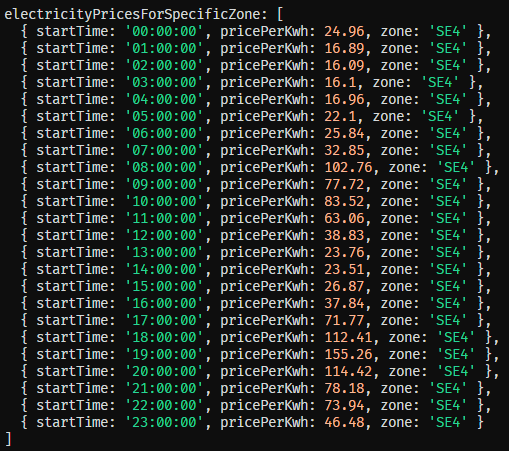 electricityPricesForSpecificZone: [
  { startTime: '00:00:00', pricePerKwh: 24.96, zone: 'SE4' },
  { startTime: '01:00:00', pricePerKwh: 16.89, zone: 'SE4' },
  { startTime: '02:00:00', pricePerKwh: 16.09, zone: 'SE4' },
  { startTime: '03:00:00', pricePerKwh: 16.1, zone: 'SE4' },
  { startTime: '04:00:00', pricePerKwh: 16.96, zone: 'SE4' },
  { startTime: '05:00:00', pricePerKwh: 22.1, zone: 'SE4' },
  { startTime: '06:00:00', pricePerKwh: 25.84, zone: 'SE4' },
  { startTime: '07:00:00', pricePerKwh: 32.85, zone: 'SE4' },
  { startTime: '08:00:00', pricePerKwh: 102.76, zone: 'SE4' },
  { startTime: '09:00:00', pricePerKwh: 77.72, zone: 'SE4' },
  { startTime: '10:00:00', pricePerKwh: 83.52, zone: 'SE4' },
  { startTime: '11:00:00', pricePerKwh: 63.06, zone: 'SE4' },
  { startTime: '12:00:00', pricePerKwh: 38.83, zone: 'SE4' },
  { startTime: '13:00:00', pricePerKwh: 23.76, zone: 'SE4' },
  { startTime: '14:00:00', pricePerKwh: 23.51, zone: 'SE4' },
  { startTime: '15:00:00', pricePerKwh: 26.87, zone: 'SE4' },
  { startTime: '16:00:00', pricePerKwh: 37.84, zone: 'SE4' },
  { startTime: '17:00:00', pricePerKwh: 71.77, zone: 'SE4' },
  { startTime: '18:00:00', pricePerKwh: 112.41, zone: 'SE4' },
  { startTime: '19:00:00', pricePerKwh: 155.26, zone: 'SE4' },
  { startTime: '20:00:00', pricePerKwh: 114.42, zone: 'SE4' },
  { startTime: '21:00:00', pricePerKwh: 78.18, zone: 'SE4' },
  { startTime: '22:00:00', pricePerKwh: 73.94, zone: 'SE4' },
  { startTime: '23:00:00', pricePerKwh: 46.48, zone: 'SE4' }
]